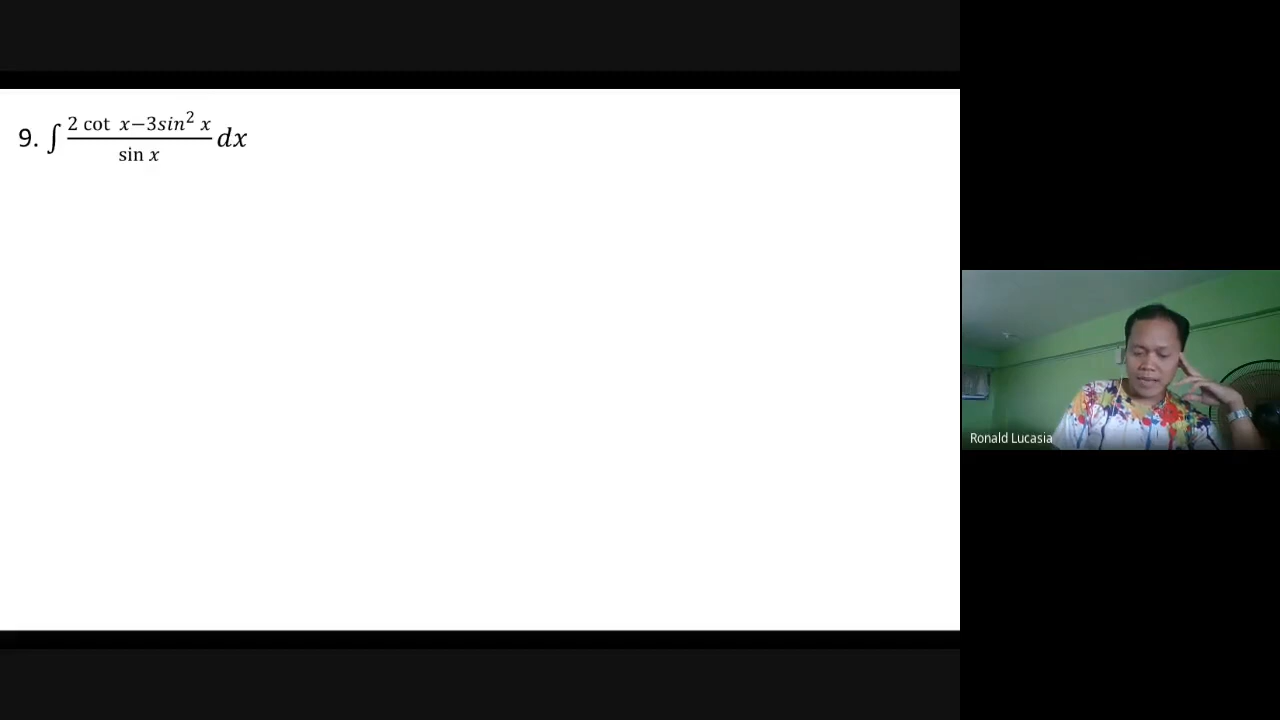 9. ∫ (2 cot x−3sin² x)/(sin x) dx
Ronald Lucasia